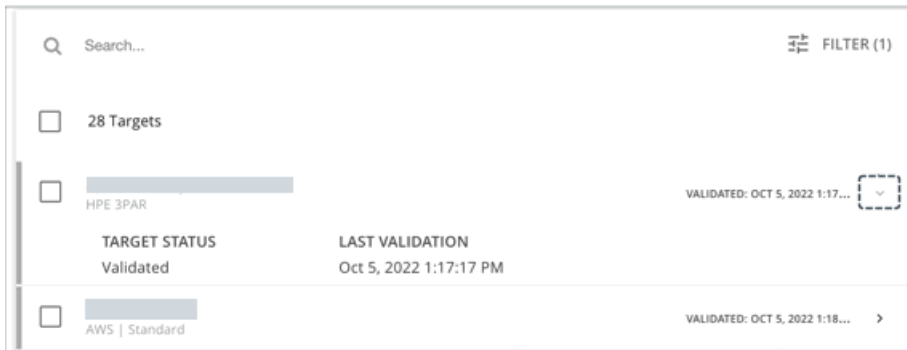 Search...
FILTER (1)
28 Targets
VALIDATED: OCT 5, 2022 1:17...
HPE 3PAR
TARGET STATUS
LAST VALIDATION
Validated
Oct 5, 2022 1:17:17 PM
VALIDATED: OCT 5, 2022 1:18...
AWS | Standard